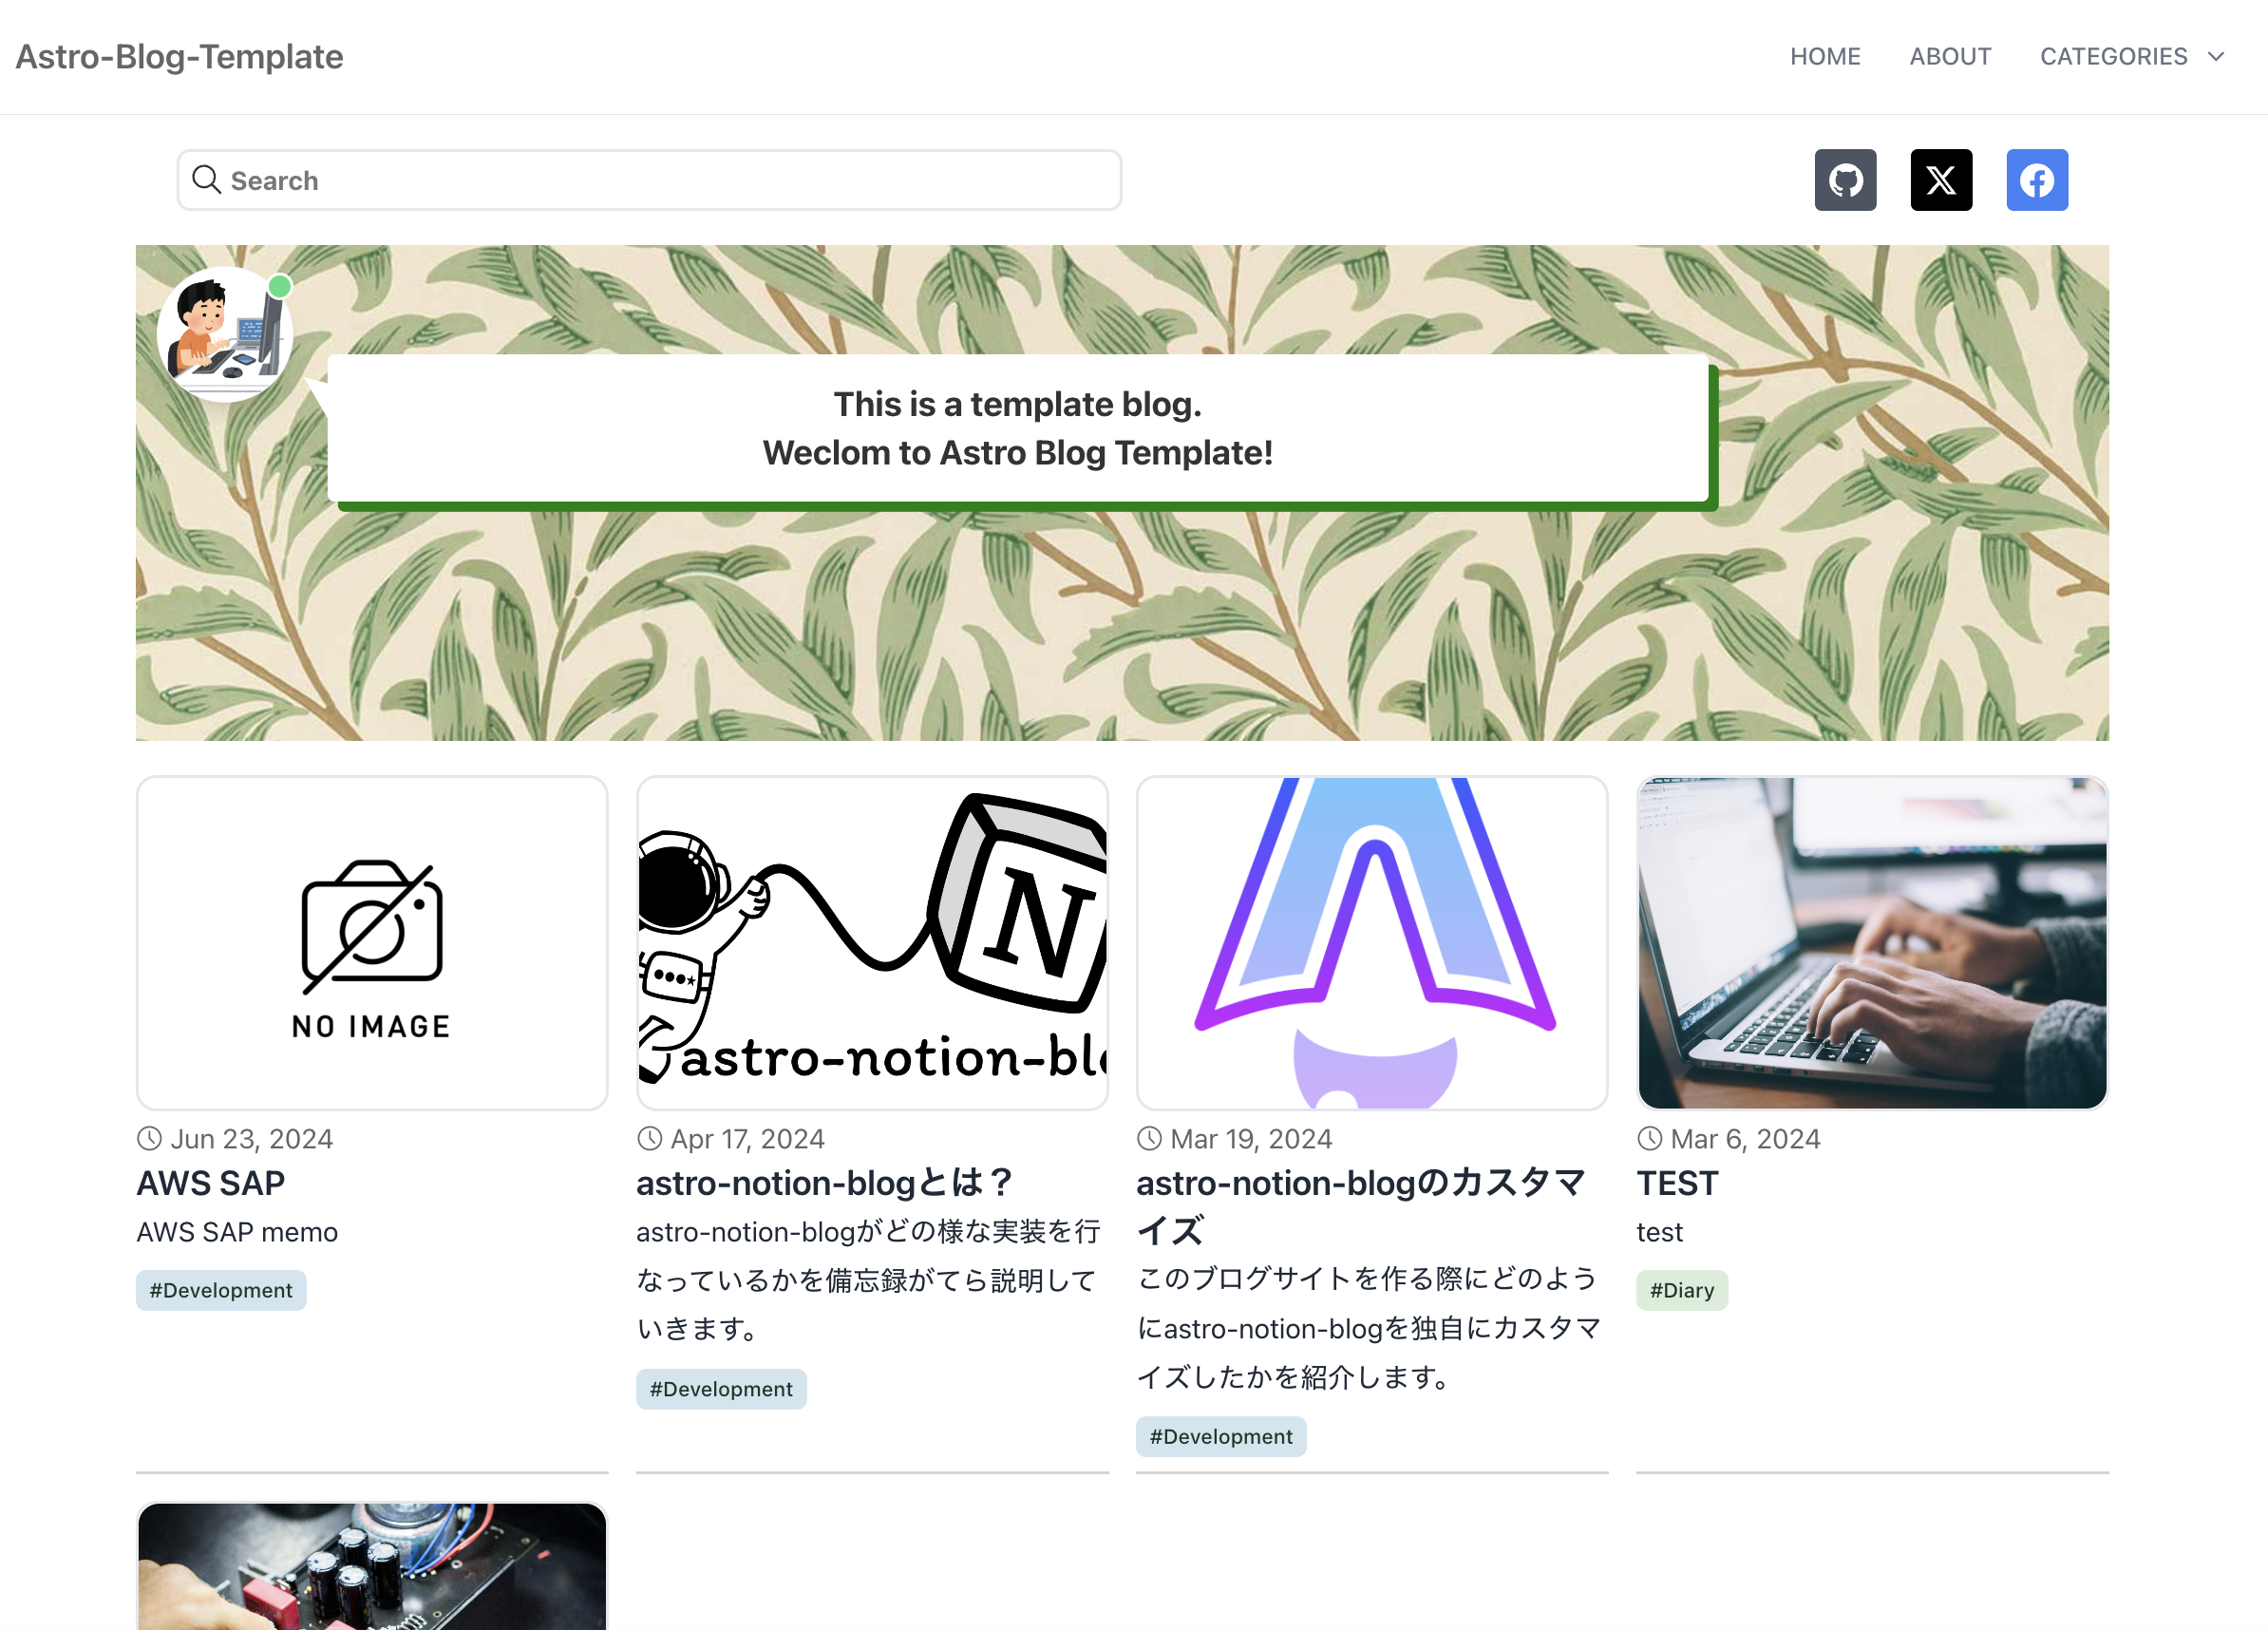 Astro-Blog-Template
HOME ABOUT CATEGORIES
Search
This is a template blog.
Weclom to Astro Blog Template!
NO IMAGE
Jun 23, 2024
AWS SAP
AWS SAP memo
#Development
N
astro-notion-blo
Apr 17, 2024
astro-notion-blogとは？
astro-notion-blogがどの様な実装を行
なっているかを備忘録がてら説明して
いきます。
#Development
Mar 19, 2024
astro-notion-blogのカスタマ
イズ
このブログサイトを作る際にどのよう
にastro-notion-blogを独自にカスタマ
イズしたかを紹介します。
#Development
Mar 6, 2024
TEST
test
#Diary